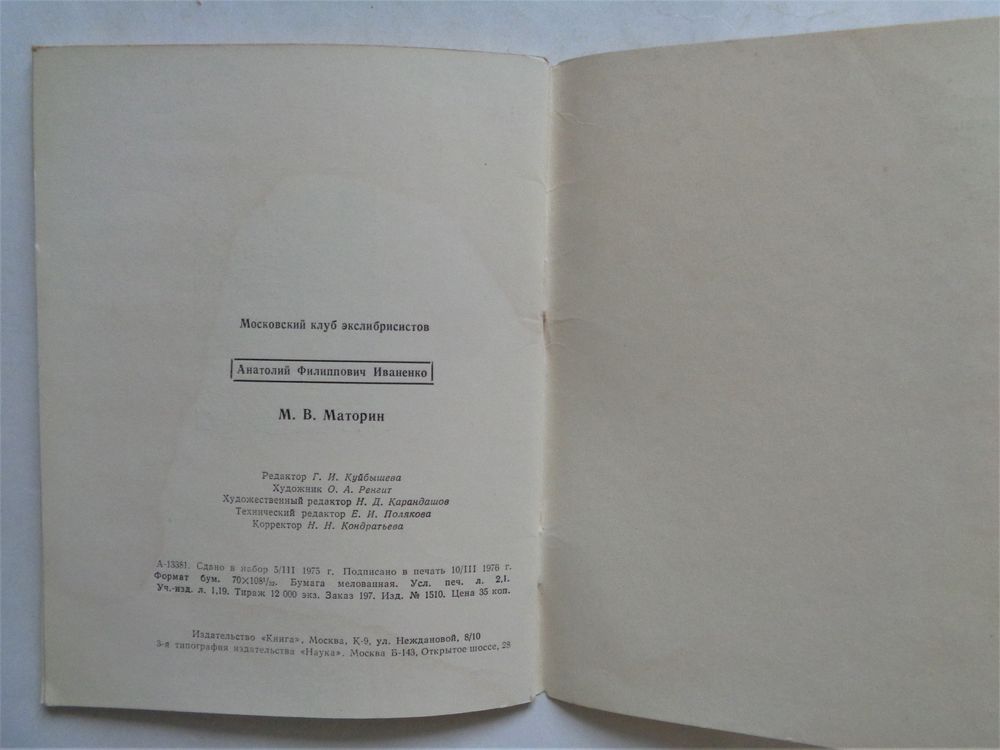 Московский клуб экслибрисистов
Анатолий Филиппович Иваненко
М. В. Маторин
Редактор Г. И. Куйбышева
Художник О. А. Ренгит
Художественный редактор Н. Д. Карандашов
Технический редактор Е. И. Полякова
Корректор Н. Н. Кондратьева
А-13381. Сдано в набор 5/III 1975 г. Подписано в печать 10/III 1976 г.
Формат бум. 70×108¹/₃₂. Бумага мелованная. Усл. печ. л. 2,1.
Уч.-изд. л. 1,19. Тираж 12 000 экз. Заказ 197. Изд. № 1510. Цена 35 коп.
Издательство «Книга», Москва, К-9, ул. Неждановой, 8/10
3-я типография издательства «Наука». Москва Б-143, Открытое шоссе, 28